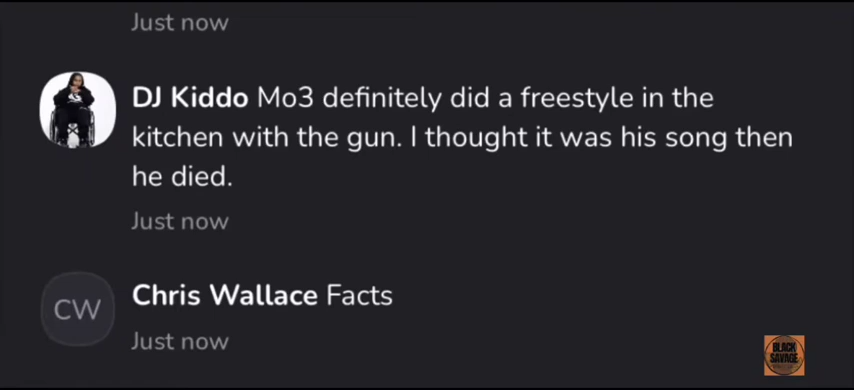 Just now
DJ Kiddo Mo3 definitely did a freestyle in the
kitchen with the gun. I thought it was his song then
he died.
Just now
CW
Chris Wallace Facts
Just now
BLACK
SAVAGE